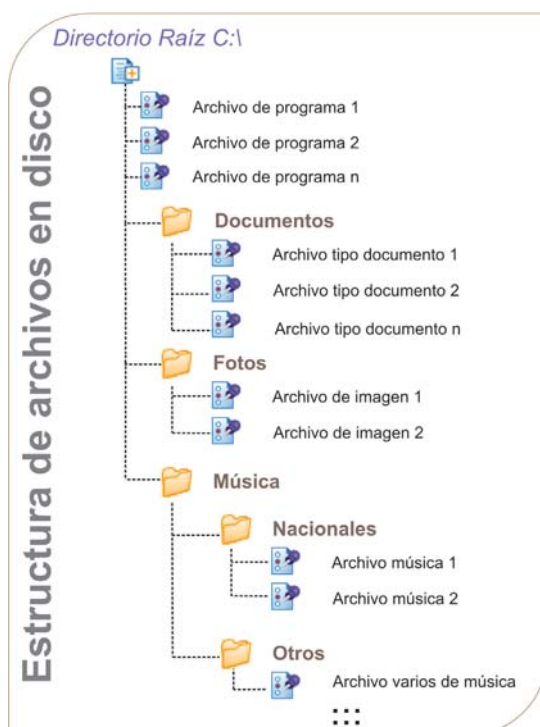 Directorio Raíz C:\
Estructura de archivos en disco
Archivo de programa 1
Archivo de programa 2
Archivo de programa n
Documentos
Archivo tipo documento 1
Archivo tipo documento 2
Archivo tipo documento n
Fotos
Archivo de imagen 1
Archivo de imagen 2
Música
Nacionales
Archivo música 1
Archivo música 2
Otros
Archivo varios de música